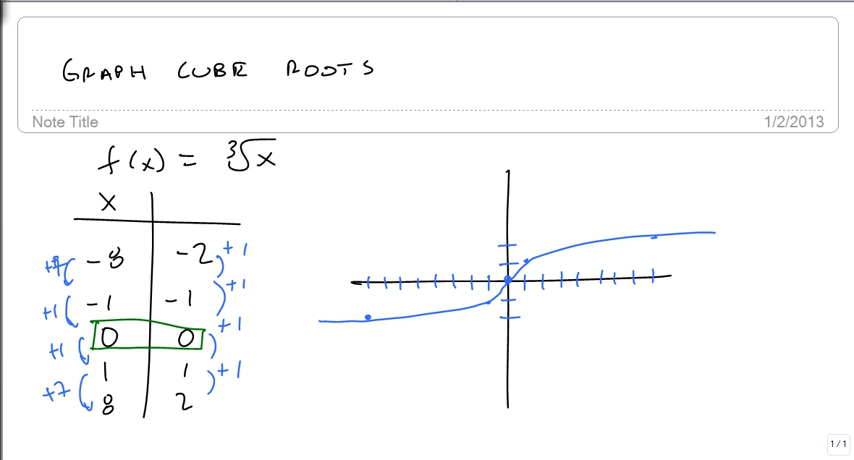 GRAPH CUBE ROOTS
Note Title
1/2/2013
f(x) = ∛x
X
-8 -2
+7 +1
-1 -1
+1 +1
0 0
+1 +1
1 1
+7 +1
8 2
1 / 1